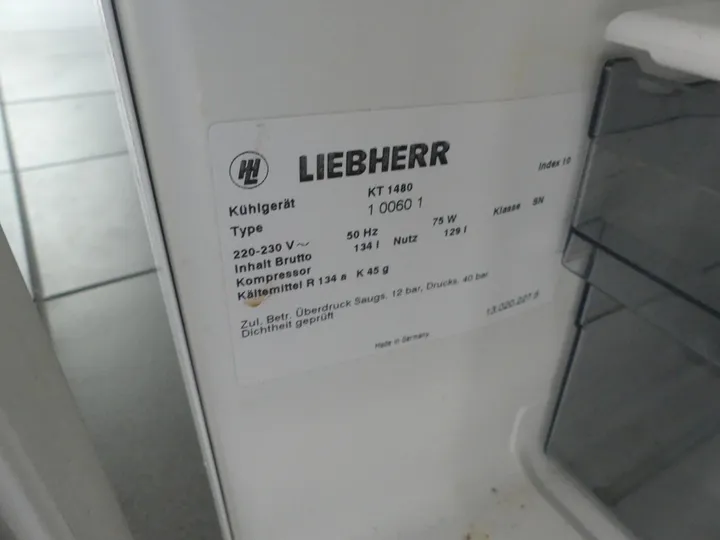 LIEBHERR
Index 10
Kühlgerät KT 1480
Type 1 0060 1
220-230 V~ 50 Hz 75 W Klasse SN
Inhalt Brutto 134 l Nutz 129 l
Kompressor
Kältemittel R 134 a K 45 g
Zul. Betr. Überdruck Saugs. 12 bar, Drucks. 40 bar
Dichtheit geprüft
Made in Germany